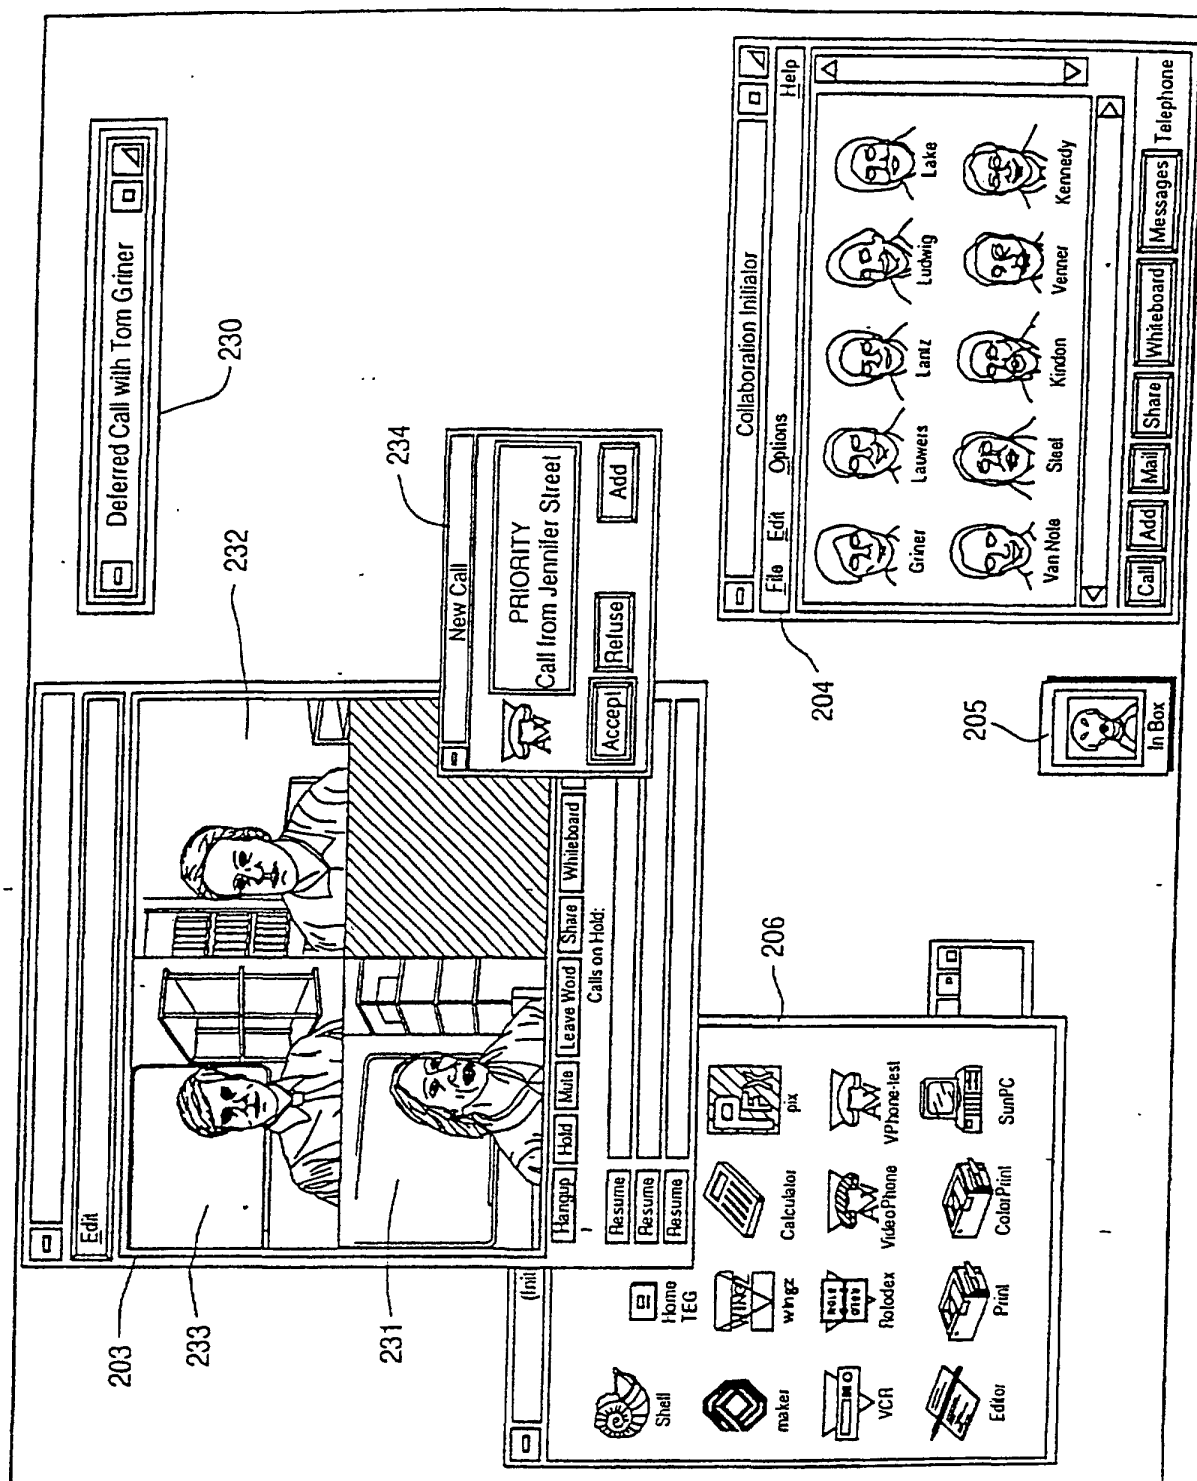 Deferred Call with Tom Griner
230
203
Edit
233
231
232
Hangup Hold Mute Leave Word Share Whiteboard
Calls on Hold:
Resume
Resume
Resume
234
New Call
PRIORITY
Call from Jennifer Street
Accept Refuse Add
(Init
206
Shell
Home
TEG
maker
wingz
WINGZ
Calculator
pix
VCR
Rolodex
VideoPhone
VPhone-test
Editor
Print
ColorPrint
SunPC
205
In Box
204
Collaboration Initiator
File Edit Options Help
Griner Lauwers Lantz Ludwig Lake
Van Note Steel Kindon Venner Kennedy
Call Add Mail Share Whiteboard Messages Telephone